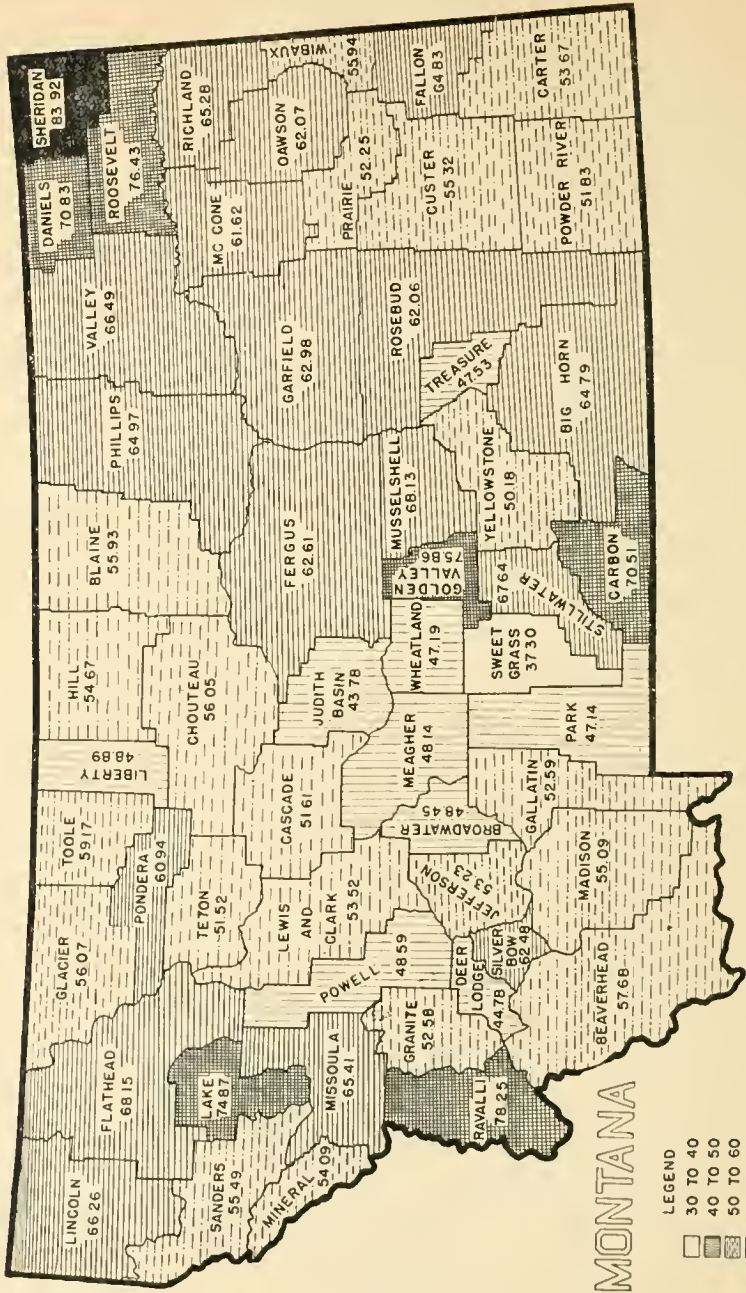 LINCOLN
66.26
FLATHEAD
68.15
GLACIER
56.07
TOOLE
59.17
LIBERTY
48.89
HILL
54.67
BLAINE
55.93
PHILLIPS
64.97
VALLEY
66.49
DANIELS
70.83
SHERIDAN
83.92
ROOSEVELT
76.43
SANDERS
55.49
LAKE
74.87
PONDERA
60.94
TETON
51.52
CHOUTEAU
56.05
MC CONE
61.62
RICHLAND
65.28
DAWSON
62.07
WIBAUX
55.94
MINERAL
54.09
MISSOULA
65.41
POWELL
48.59
LEWIS
AND
CLARK
53.52
CASCADE
51.61
JUDITH
BASIN
43.78
FERGUS
62.61
GARFIELD
62.98
PRAIRIE
52.25
RAVALLI
78.25
GRANITE
52.58
DEER
LODGE
44.78
SILVER
BOW
62.48
JEFFERSON
53.23
BROADWATER
48.45
MEAGHER
48.14
WHEATLAND
47.19
GOLDEN
VALLEY
75.86
MUSSELSHELL
68.13
ROSEBUD
62.06
TREASURE
47.53
CUSTER
55.32
FALLON
64.83
BEAVERHEAD
57.68
MADISON
55.09
GALLATIN
52.59
PARK
47.14
SWEET
GRASS
37.30
STILLWATER
67.64
YELLOWSTONE
50.18
CARBON
70.51
BIG HORN
64.79
POWDER RIVER
51.83
CARTER
53.67
MONTANA
LEGEND
30 TO 40
40 TO 50
50 TO 60